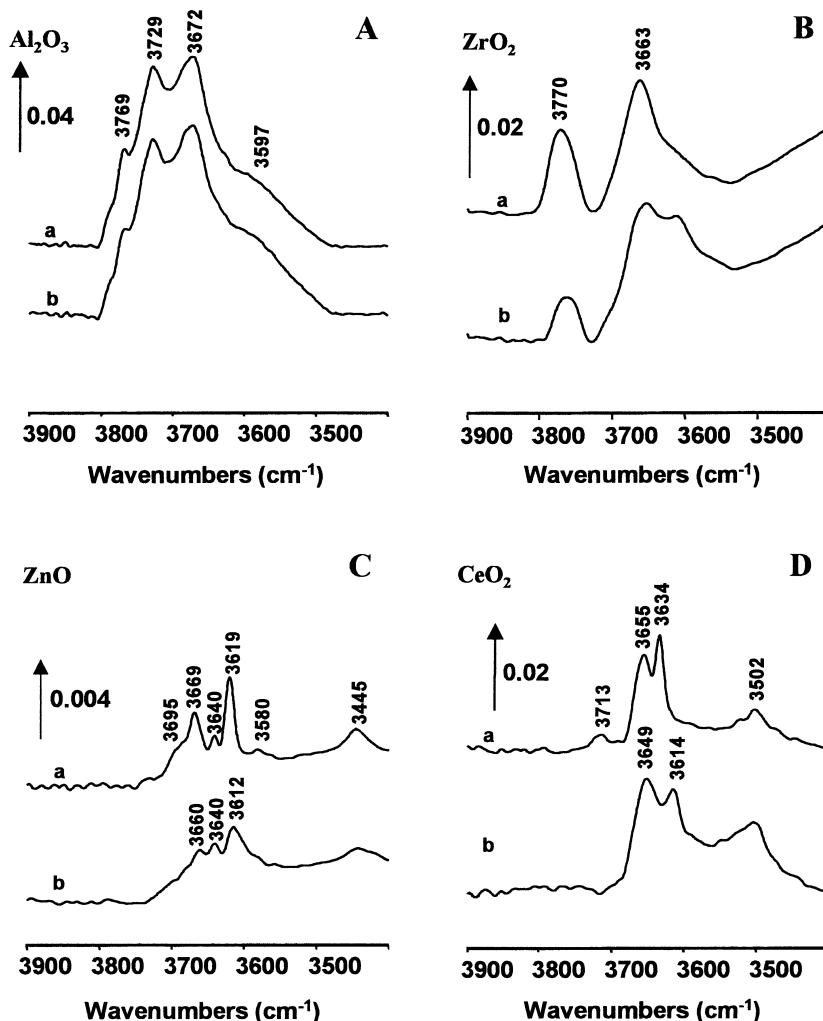 A
Al₂O₃
0.04
3769
3729
3672
3597
a
b
3900 3800 3700 3600 3500
Wavenumbers (cm⁻¹)
B
ZrO₂
0.02
3770
3663
a
b
3900 3800 3700 3600 3500
Wavenumbers (cm⁻¹)
C
ZnO
0.004
3695
3669
3640
3619
3580
3445
a
3660
3640
3612
b
3900 3800 3700 3600 3500
Wavenumbers (cm⁻¹)
D
CeO₂
0.02
3713
3655
3634
3502
a
3649
3614
b
3900 3800 3700 3600 3500
Wavenumbers (cm⁻¹)